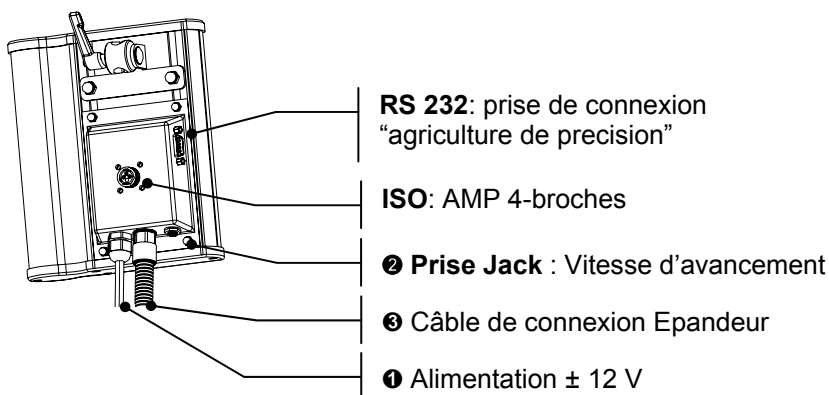 RS 232: prise de connexion
“agriculture de precision”
ISO: AMP 4-broches
❷ Prise Jack : Vitesse d’avancement
❸ Câble de connexion Epandeur
❶ Alimentation ± 12 V